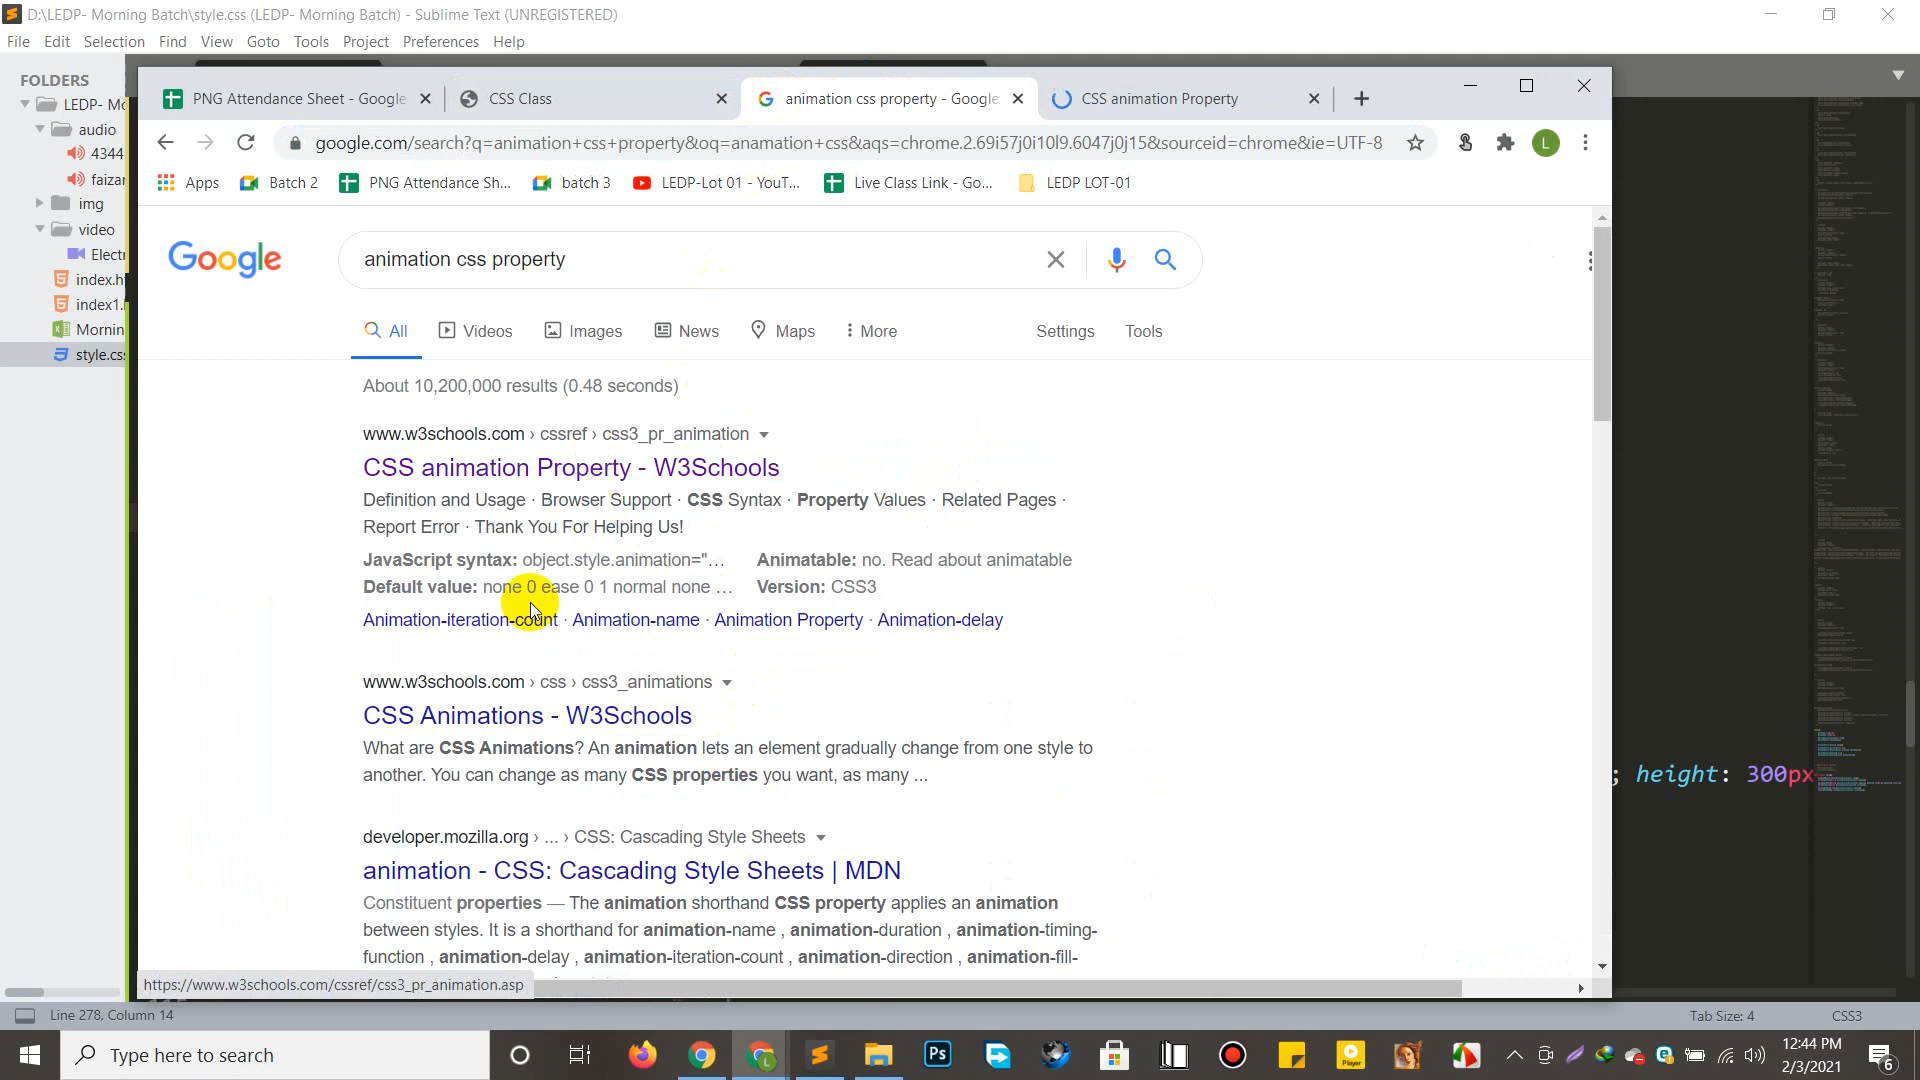 D:\LEDP- Morning Batch\style.css (LEDP- Morning Batch) - Sublime Text (UNREGISTERED)
File Edit Selection Find View Goto Tools Project Preferences Help
FOLDERS
LEDP- Mo
audio
4344
faizan
img
video
Electr
index.h
index1.
Mornin
style.css
PNG Attendance Sheet - Google
CSS Class
animation css property - Google
CSS animation Property
google.com/search?q=animation+css+property&oq=anamation+css&aqs=chrome.2.69i57j0i10l9.6047j0j15&sourceid=chrome&ie=UTF-8
L
Apps
Batch 2
PNG Attendance Sh...
batch 3
LEDP-Lot 01 - YouT...
Live Class Link - Go...
LEDP LOT-01
Google
animation css property
All
Videos
Images
News
Maps
More
Settings
Tools
About 10,200,000 results (0.48 seconds)
www.w3schools.com › cssref › css3_pr_animation
CSS animation Property - W3Schools
Definition and Usage · Browser Support · CSS Syntax · Property Values · Related Pages ·
Report Error · Thank You For Helping Us!
JavaScript syntax: object.style.animation="... Animatable: no. Read about animatable
Default value: none 0 ease 0 1 normal none ... Version: CSS3
Animation-iteration-count · Animation-name · Animation Property · Animation-delay
www.w3schools.com › css › css3_animations
CSS Animations - W3Schools
What are CSS Animations? An animation lets an element gradually change from one style to
another. You can change as many CSS properties you want, as many ...
developer.mozilla.org › ... › CSS: Cascading Style Sheets
animation - CSS: Cascading Style Sheets | MDN
Constituent properties — The animation shorthand CSS property applies an animation
between styles. It is a shorthand for animation-name , animation-duration , animation-timing-
function , animation-delay , animation-iteration-count , animation-direction , animation-fill-
; height: 300px
https://www.w3schools.com/cssref/css3_pr_animation.asp
Line 278, Column 14
Tab Size: 4
CSS3
Type here to search
Ps
Player
12:44 PM
2/3/2021
6